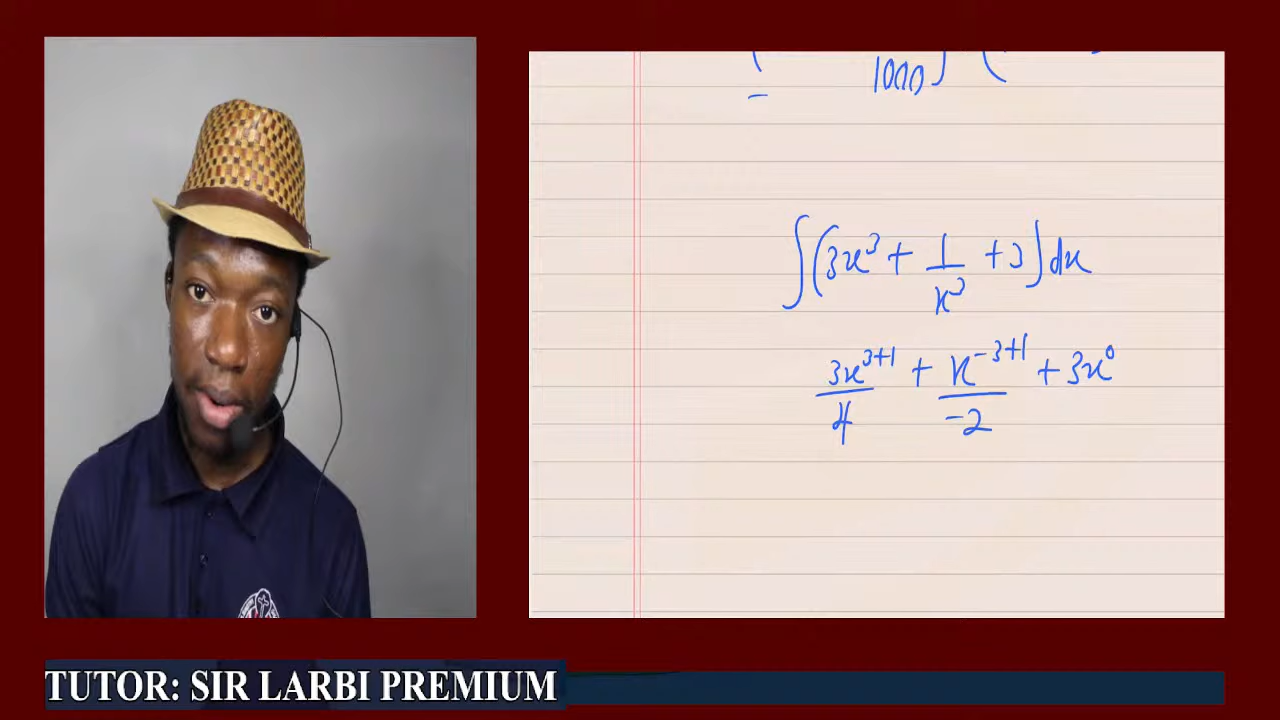 1000
∫(3x³ + 1/x³ + 3)dx
3x³⁺¹/4 + x⁻³⁺¹/-2 + 3x⁰
TUTOR: SIR LARBI PREMIUM